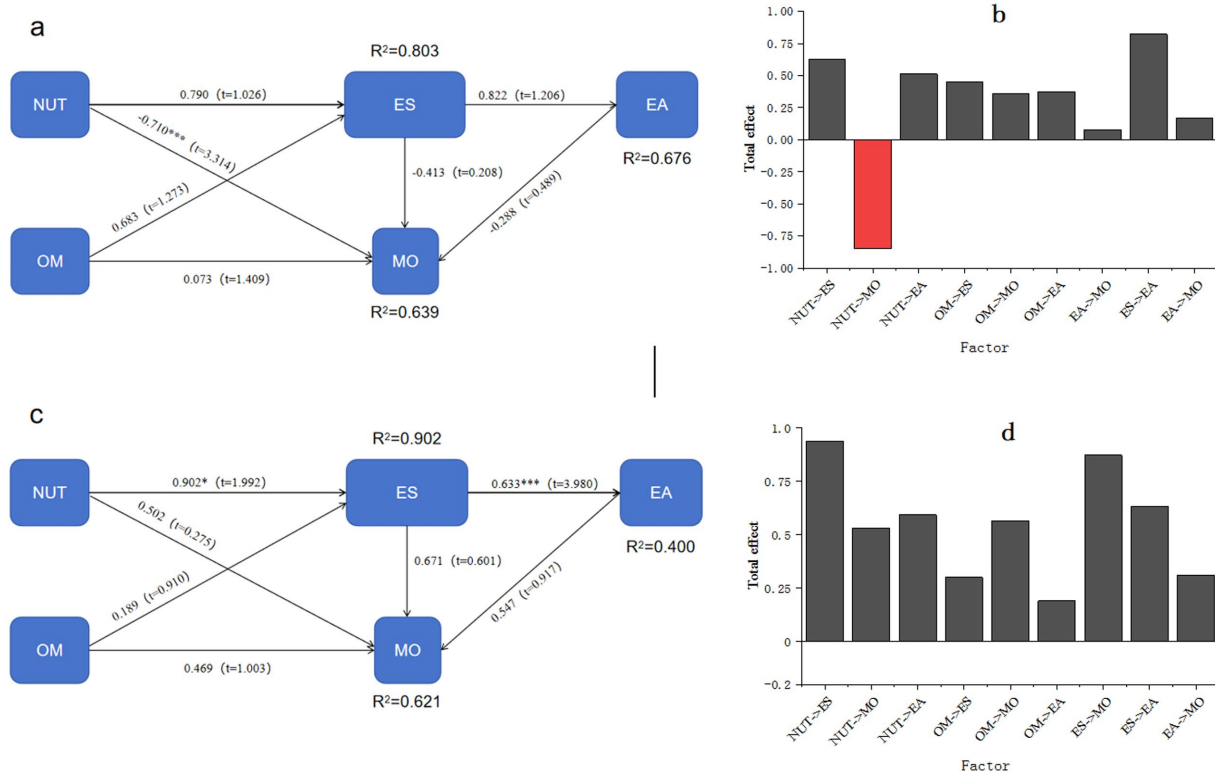 a
R²=0.803
NUT
0.790 (t=1.026)
ES
0.822 (t=1.206)
EA
R²=0.676
-0.710*** (t=3.314)
0.683 (t=1.273)
-0.413 (t=0.208)
-0.288 (t=0.489)
OM
0.073 (t=1.409)
MO
R²=0.639
b
Total effect
1.00
0.75
0.50
0.25
0.00
-0.25
-0.50
-0.75
-1.00
NUT->ES
NUT->MO
NUT->EA
OM->ES
OM->MO
OM->EA
EA->MO
ES->EA
EA->MO
Factor
c
R²=0.902
NUT
0.902* (t=1.992)
ES
0.633*** (t=3.980)
EA
R²=0.400
0.502 (t=0.275)
0.189 (t=0.910)
0.671 (t=0.601)
0.547 (t=0.917)
OM
0.469 (t=1.003)
MO
R²=0.621
d
Total effect
1.0
0.75
0.5
0.25
0
-0.2
NUT->ES
NUT->MO
NUT->EA
OM->ES
OM->MO
OM->EA
ES->MO
ES->EA
EA->MO
Factor